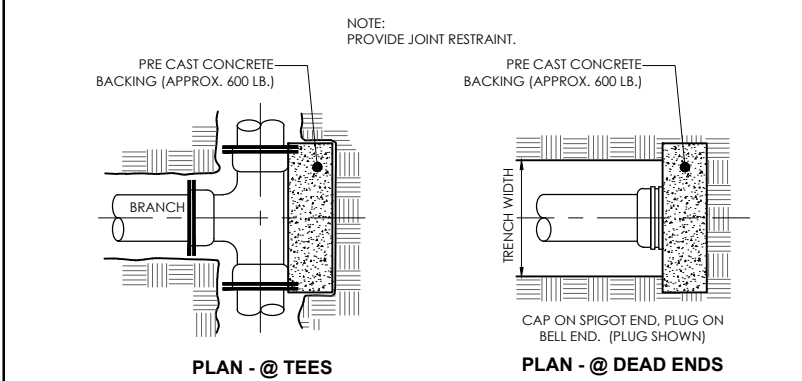 NOTE:
PROVIDE JOINT RESTRAINT.
PRE CAST CONCRETE
BACKING (APPROX. 600 LB.)
BRANCH
PLAN - @ TEES
PRE CAST CONCRETE
BACKING (APPROX. 600 LB.)
TRENCH WIDTH
CAP ON SPIGOT END, PLUG ON
BELL END. (PLUG SHOWN)
PLAN - @ DEAD ENDS